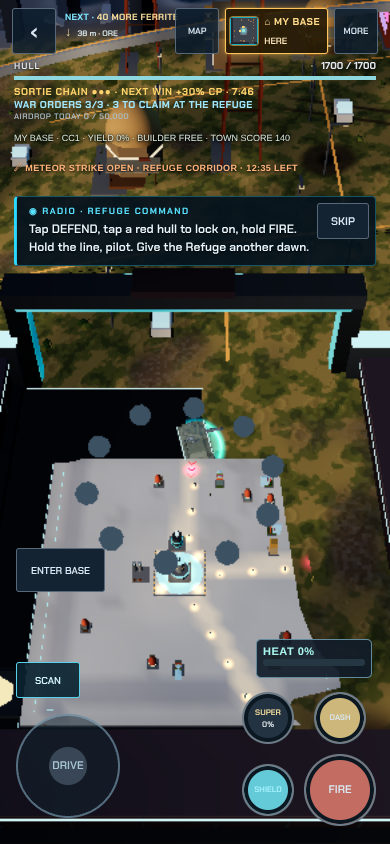 ‹
NEXT · 40 MORE FERRITE
↓ 38 m · ORE
MAP
⌂ MY BASE
HERE
MORE
HULL
1700 / 1700
SORTIE CHAIN ●●● · NEXT WIN +30% CP · 7:46
WAR ORDERS 3/3 · 3 TO CLAIM AT THE REFUGE
AIRDROP TODAY 0 / 50,000
MY BASE · CC1 · YIELD 0% · BUILDER FREE · TOWN SCORE 140
METEOR STRIKE OPEN · REFUGE CORRIDOR · 12:35 LEFT
◉ RADIO · REFUGE COMMAND
SKIP
Tap DEFEND, tap a red hull to lock on, hold FIRE.
Hold the line, pilot. Give the Refuge another dawn.
ENTER BASE
HEAT 0%
SCAN
SUPER
0%
DASH
DRIVE
SHIELD
FIRE